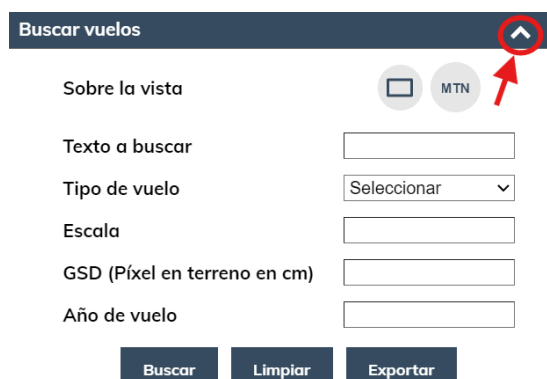 Buscar vuelos
Sobre la vista MTN
Texto a buscar
Tipo de vuelo Seleccionar
Escala
GSD (Píxel en terreno en cm)
Año de vuelo
Buscar Limpiar Exportar